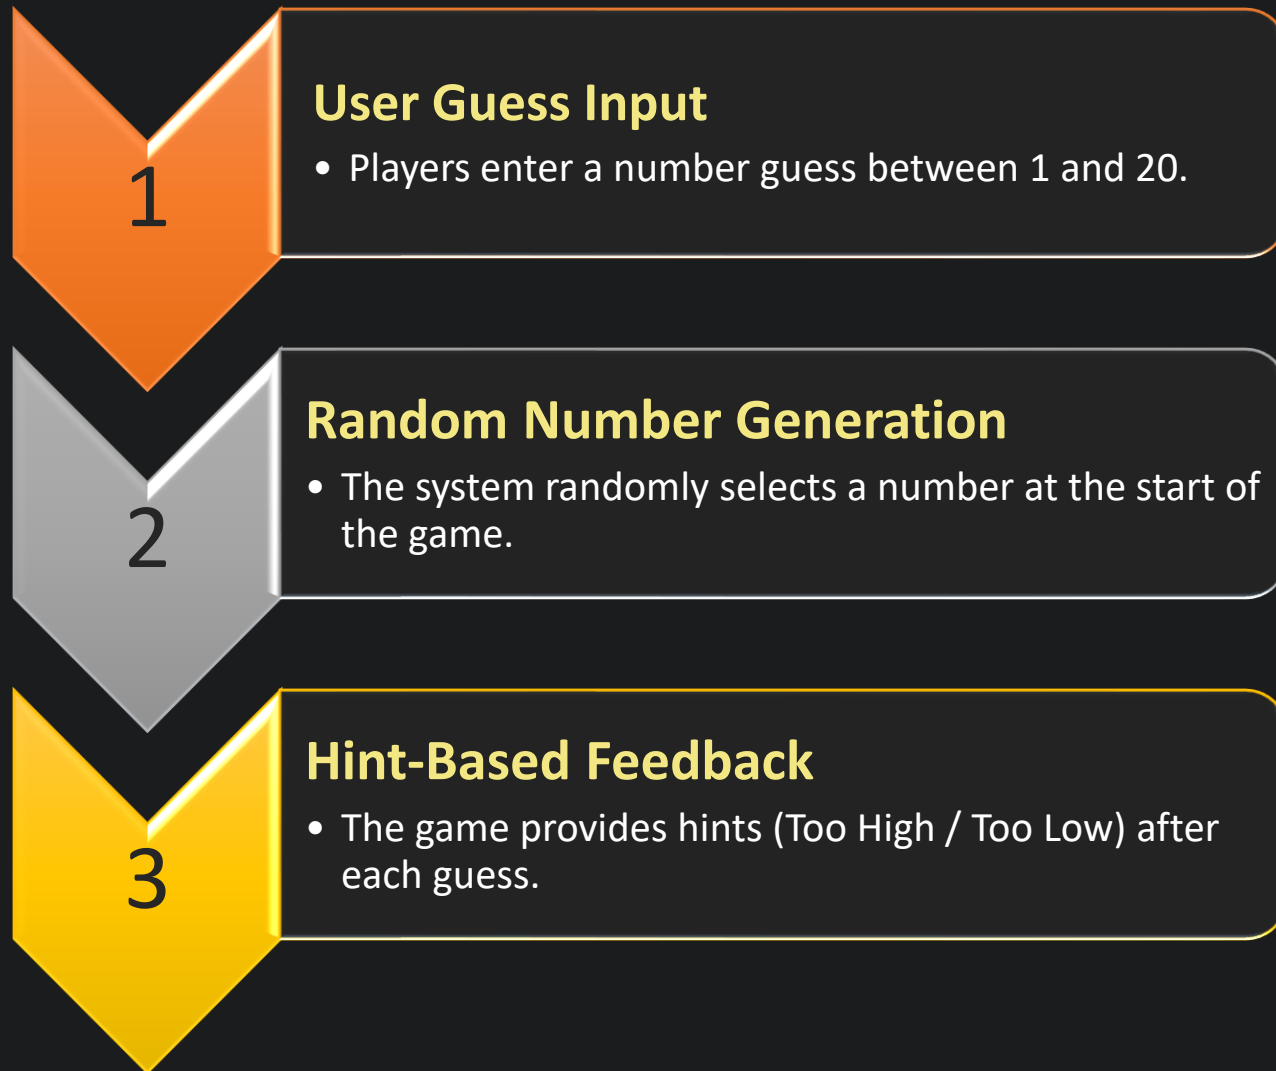 1
User Guess Input
• Players enter a number guess between 1 and 20.
2
Random Number Generation
• The system randomly selects a number at the start of
the game.
3
Hint-Based Feedback
• The game provides hints (Too High / Too Low) after
each guess.